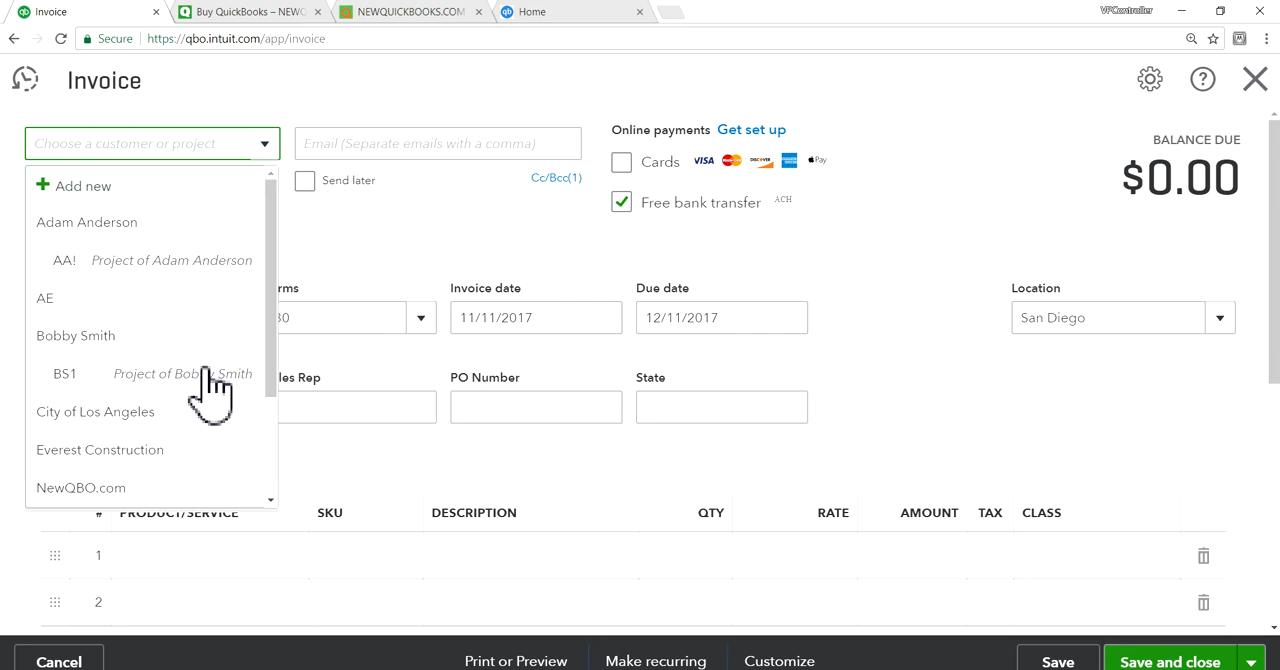 Invoice
Buy QuickBooks – NEWQ
NEWQUICKBOOKS.COM
Home
VPController
Secure
https://qbo.intuit.com/app/invoice
Invoice
Choose a customer or project
Email (Separate emails with a comma)
Online payments Get set up
BALANCE DUE
$0.00
Cards VISA DISCOVER Pay
Send later
Cc/Bcc(1)
Free bank transfer ACH
Add new
Adam Anderson
AA! Project of Adam Anderson
AE
Bobby Smith
BS1 Project of Bobby Smith
City of Los Angeles
Everest Construction
NewQBO.com
Invoice date
Due date
Location
30
11/11/2017
12/11/2017
San Diego
les Rep
PO Number
State
# PRODUCT/SERVICE SKU DESCRIPTION QTY RATE AMOUNT TAX CLASS
1
2
Cancel
Print or Preview
Make recurring
Customize
Save
Save and close